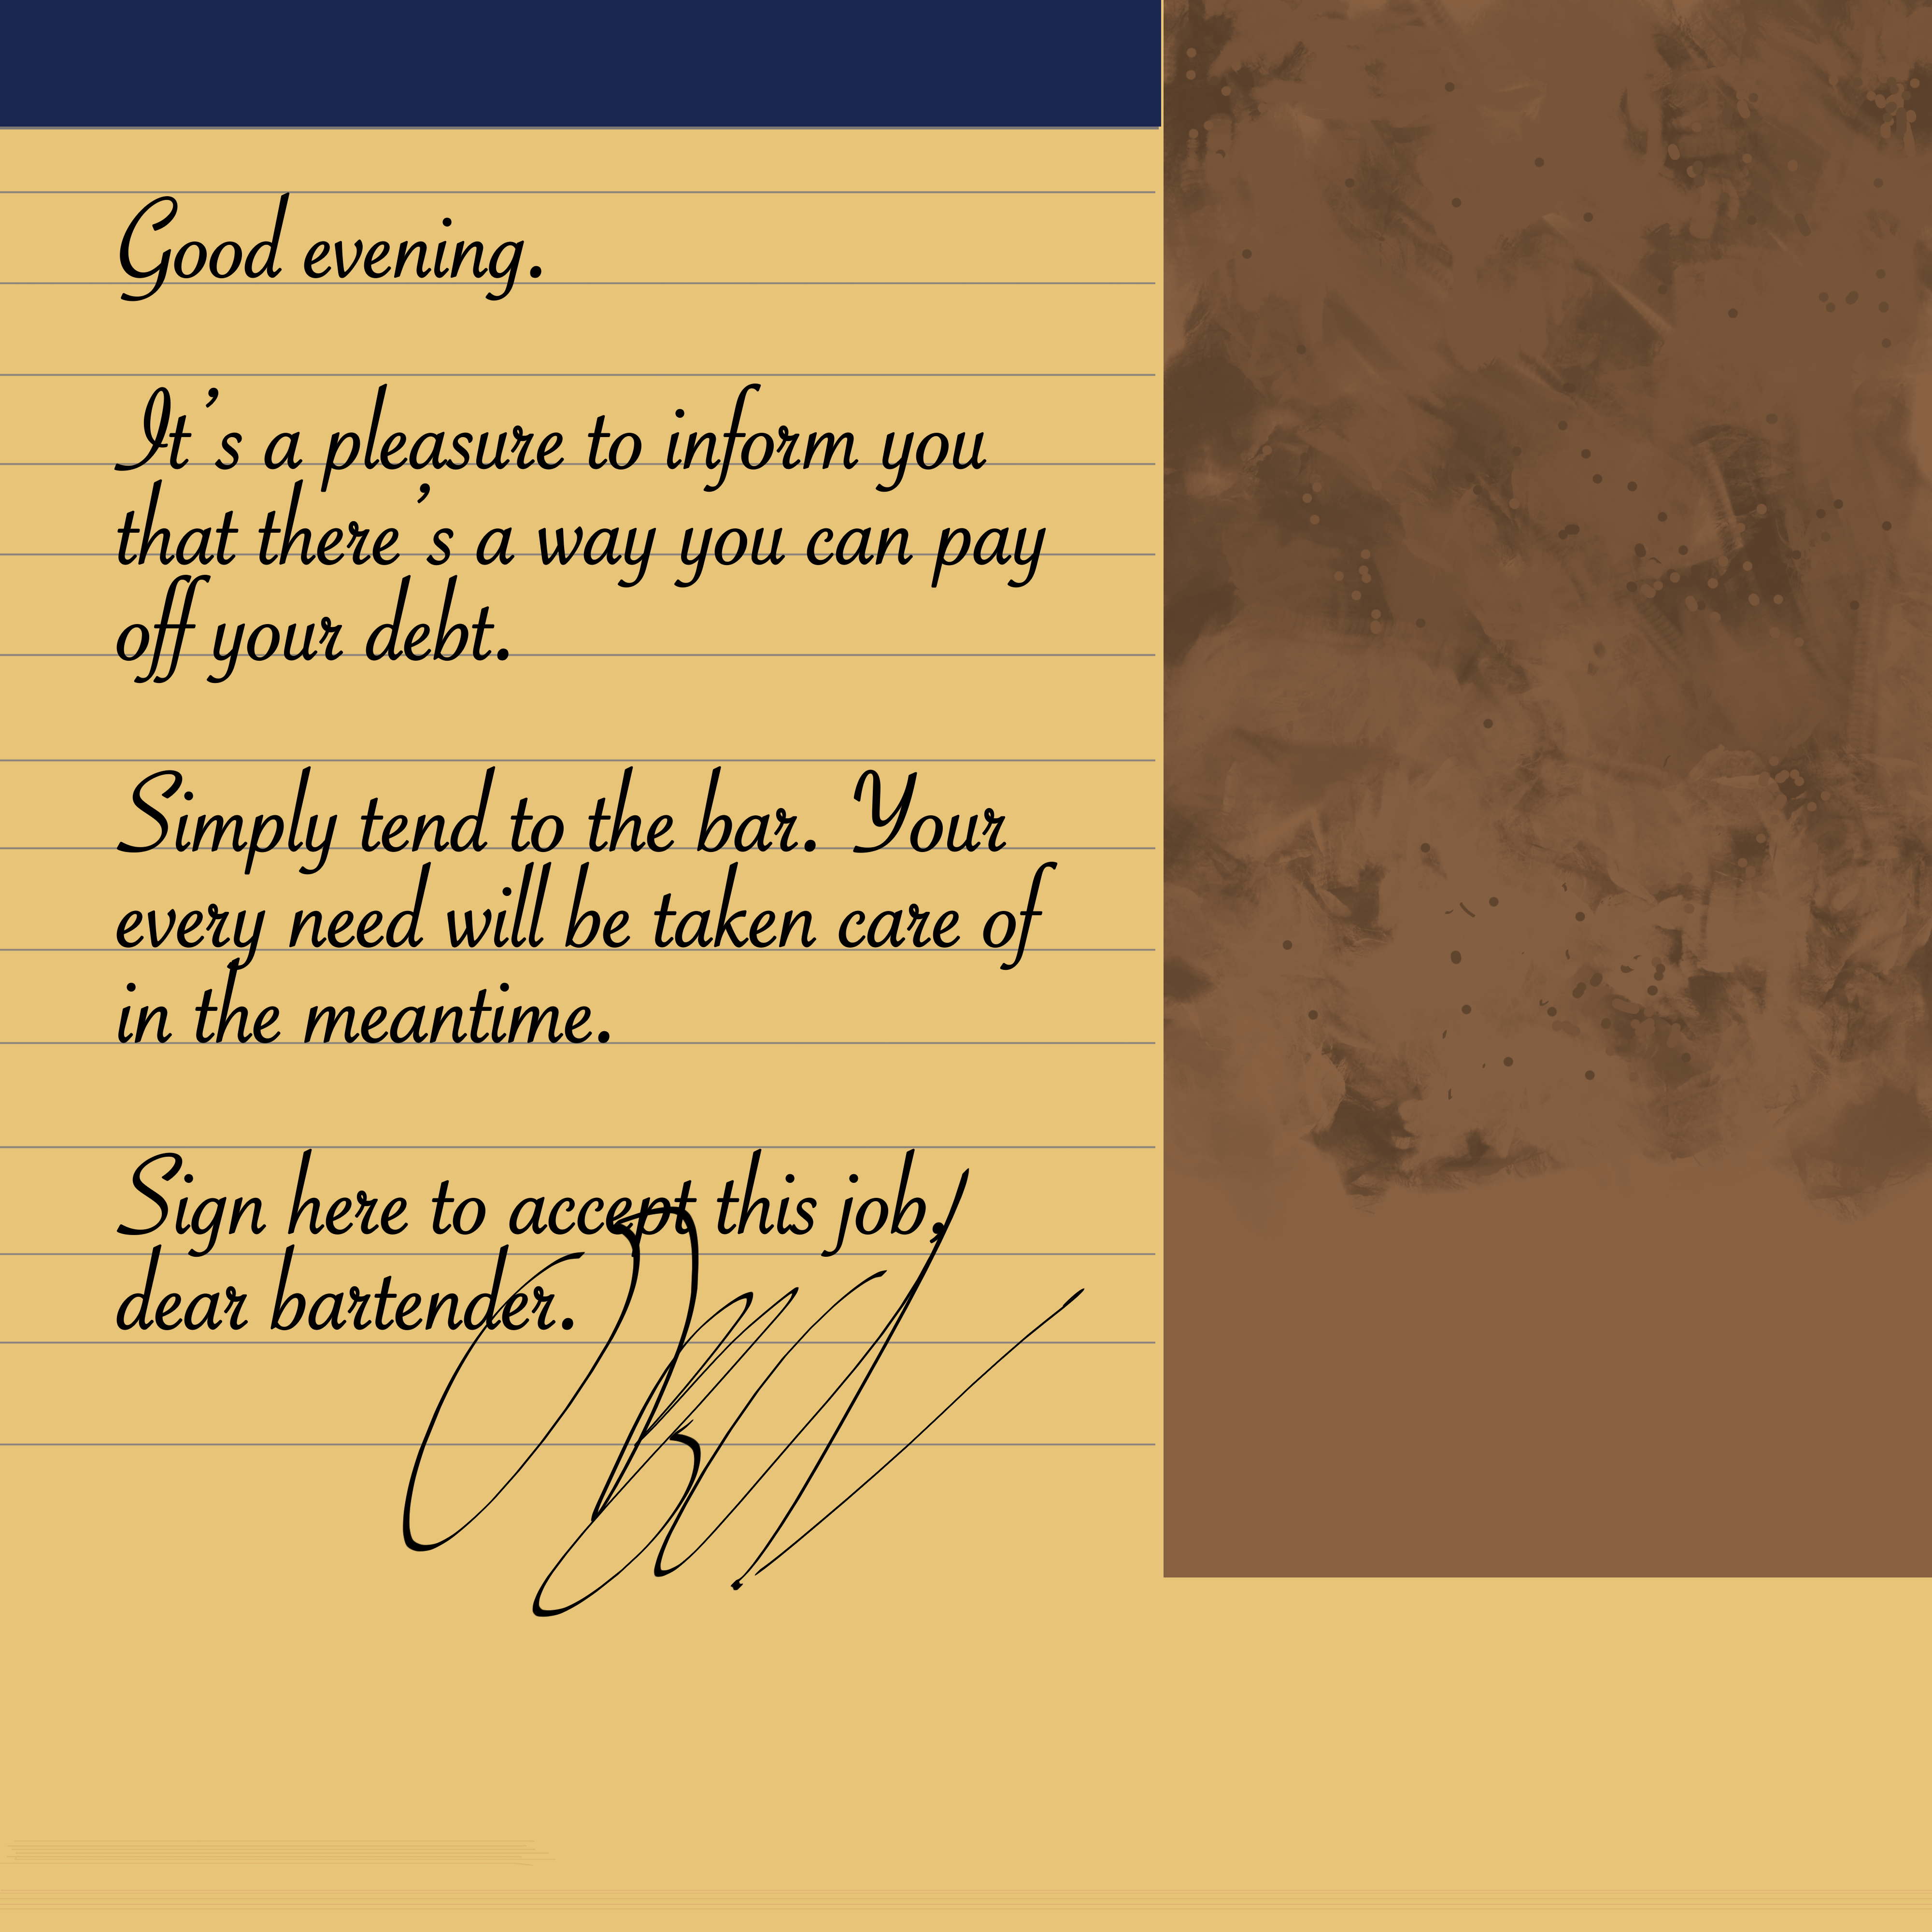 Good evening.
It's a pleasure to inform you
that there's a way you can pay
off your debt.
Simply tend to the bar. Your
every need will be taken care of
in the meantime.
Sign here to accept this job,
dear bartender.